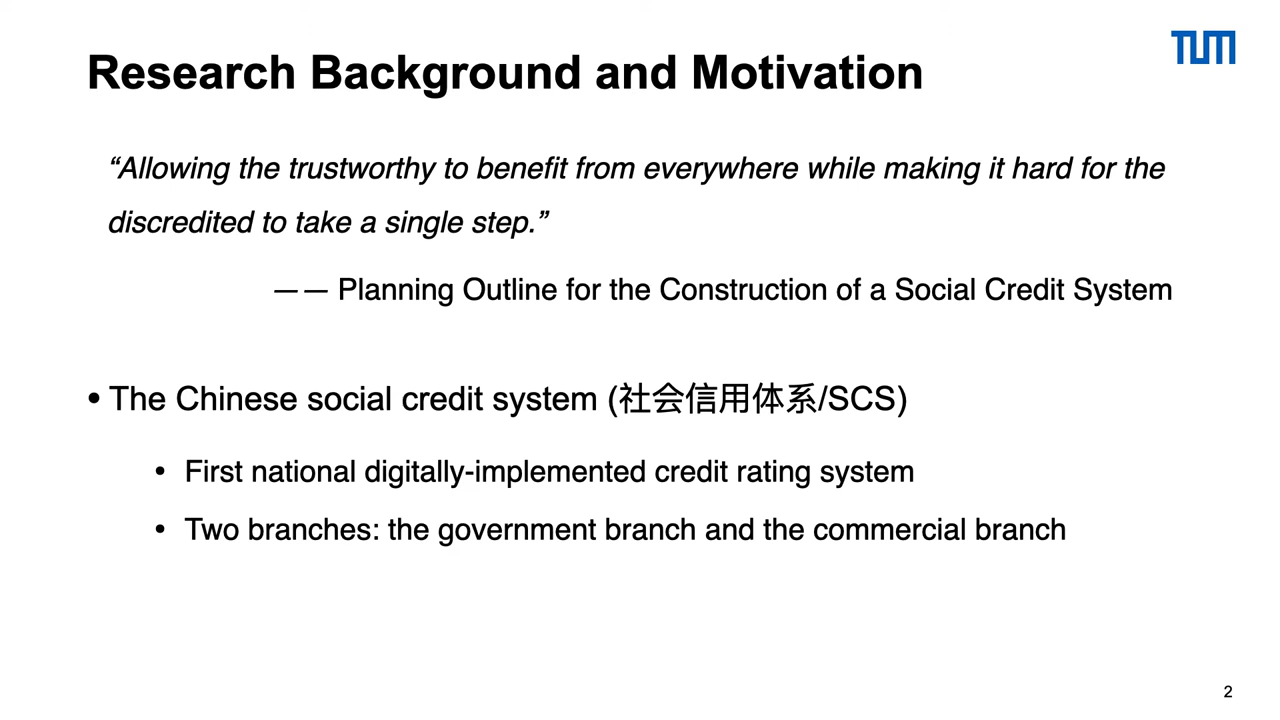 TUM
Research Background and Motivation
“Allowing the trustworthy to benefit from everywhere while making it hard for the
discredited to take a single step.”
—— Planning Outline for the Construction of a Social Credit System
• The Chinese social credit system (社会信用体系/SCS)
• First national digitally-implemented credit rating system
• Two branches: the government branch and the commercial branch
2